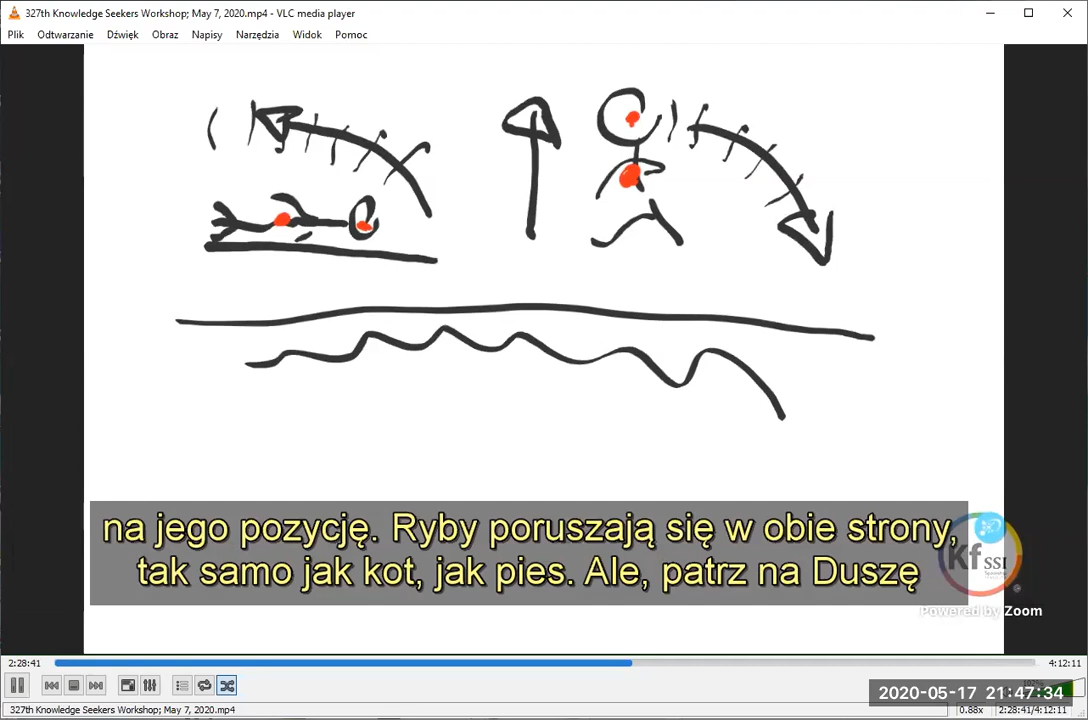 327th Knowledge Seekers Workshop; May 7, 2020.mp4 - VLC media player
Plik Odtwarzanie Dźwięk Obraz Napisy Narzędzia Widok Pomoc
na jego pozycję. Ryby poruszają się w obie strony,
tak samo jak kot, jak pies. Ale, patrz na Duszę
Kf SSI
Powered by Zoom
2:28:41 4:12:11
102%
2020-05-17 21:47:34
327th Knowledge Seekers Workshop; May 7, 2020.mp4 0.88x 2:28:41/4:12:11